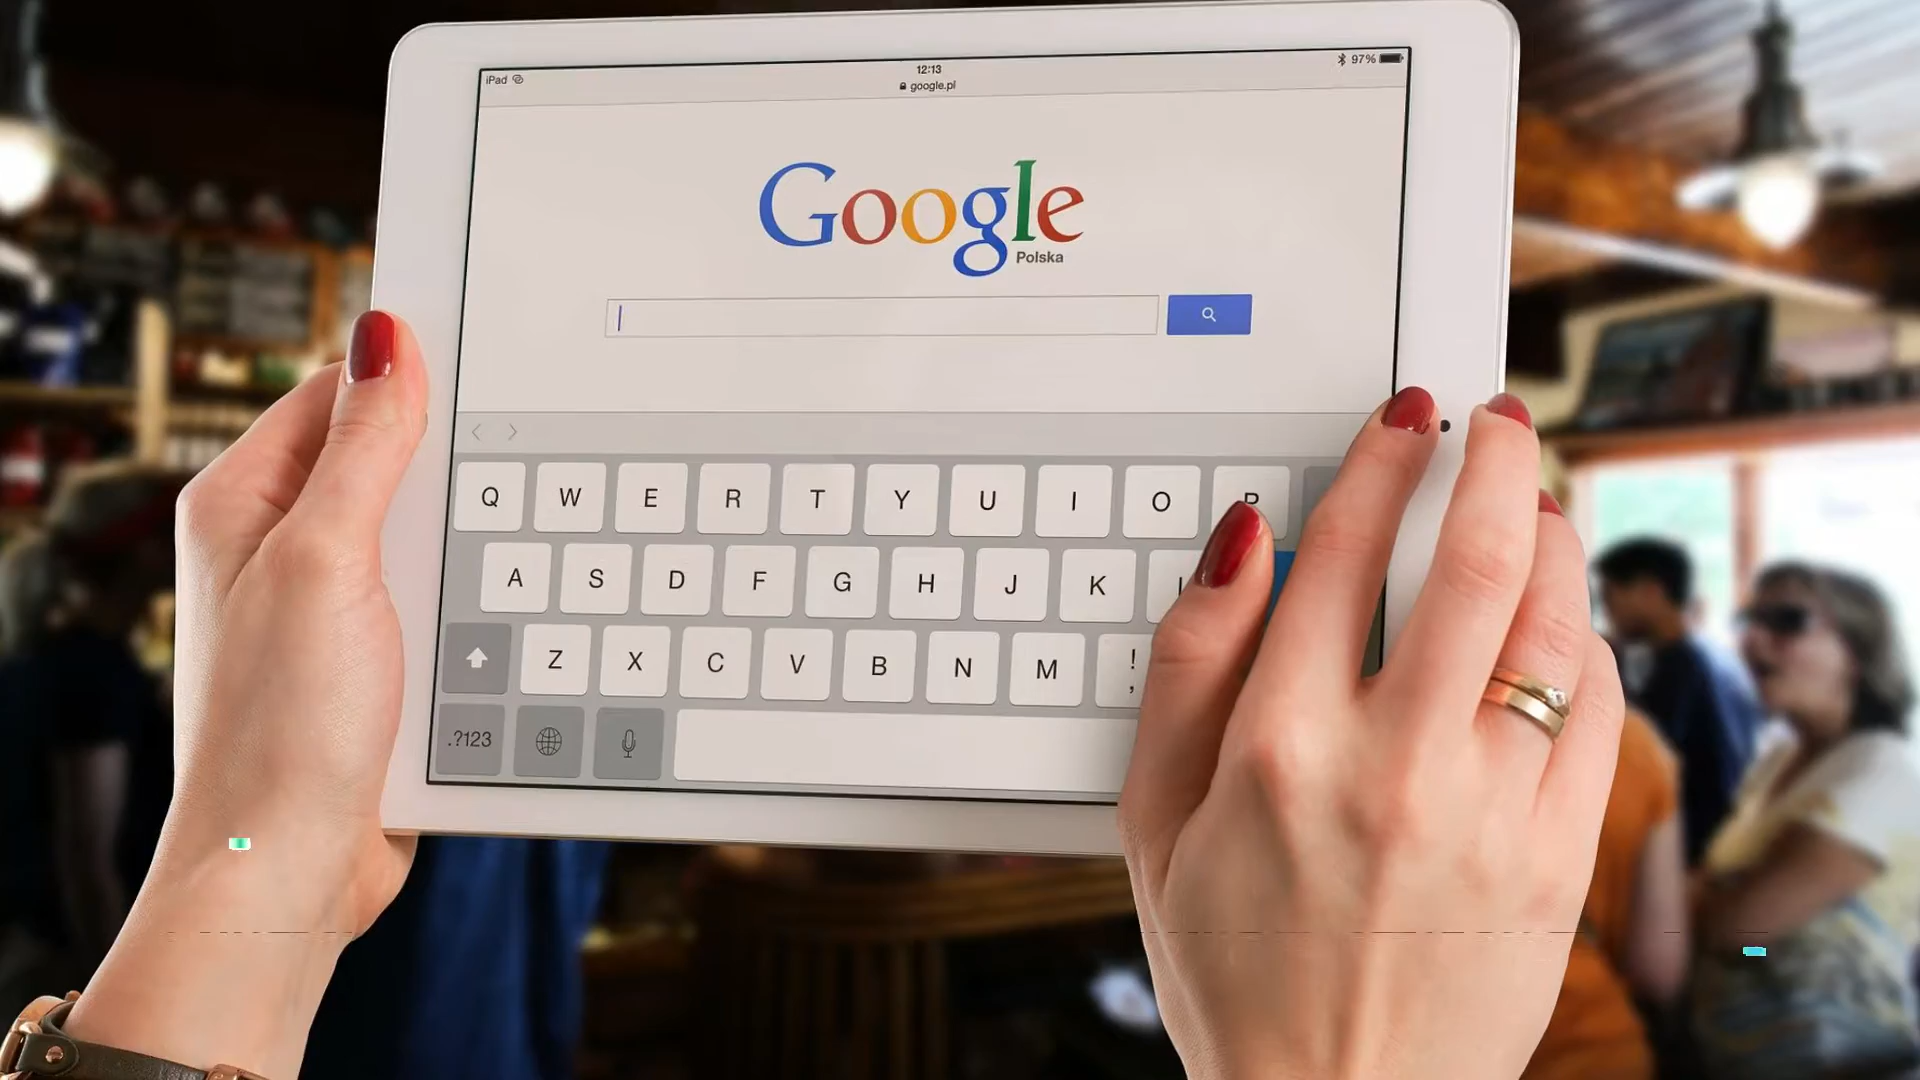 iPad
12:13
97%
google.pl
Google
Polska
Q W E R T Y U I O P
A S D F G H J K
Z X C V B N M ! ,
.?123